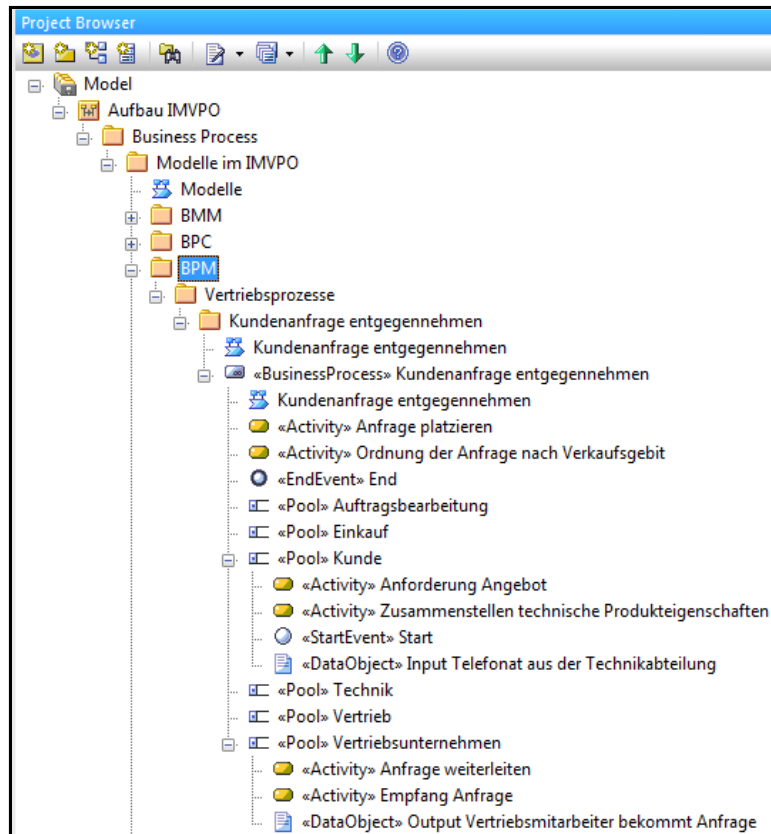 Project Browser
Model
Aufbau IMVPO
Business Process
Modelle im IMVPO
Modelle
BMM
BPC
BPM
Vertriebsprozesse
Kundenanfrage entgegennehmen
Kundenanfrage entgegennehmen
«BusinessProcess» Kundenanfrage entgegennehmen
Kundenanfrage entgegennehmen
«Activity» Anfrage platzieren
«Activity» Ordnung der Anfrage nach Verkaufsgebit
«EndEvent» End
«Pool» Auftragsbearbeitung
«Pool» Einkauf
«Pool» Kunde
«Activity» Anforderung Angebot
«Activity» Zusammenstellen technische Produkteigenschaften
«StartEvent» Start
«DataObject» Input Telefonat aus der Technikabteilung
«Pool» Technik
«Pool» Vertrieb
«Pool» Vertriebsunternehmen
«Activity» Anfrage weiterleiten
«Activity» Empfang Anfrage
«DataObject» Output Vertriebsmitarbeiter bekommt Anfrage